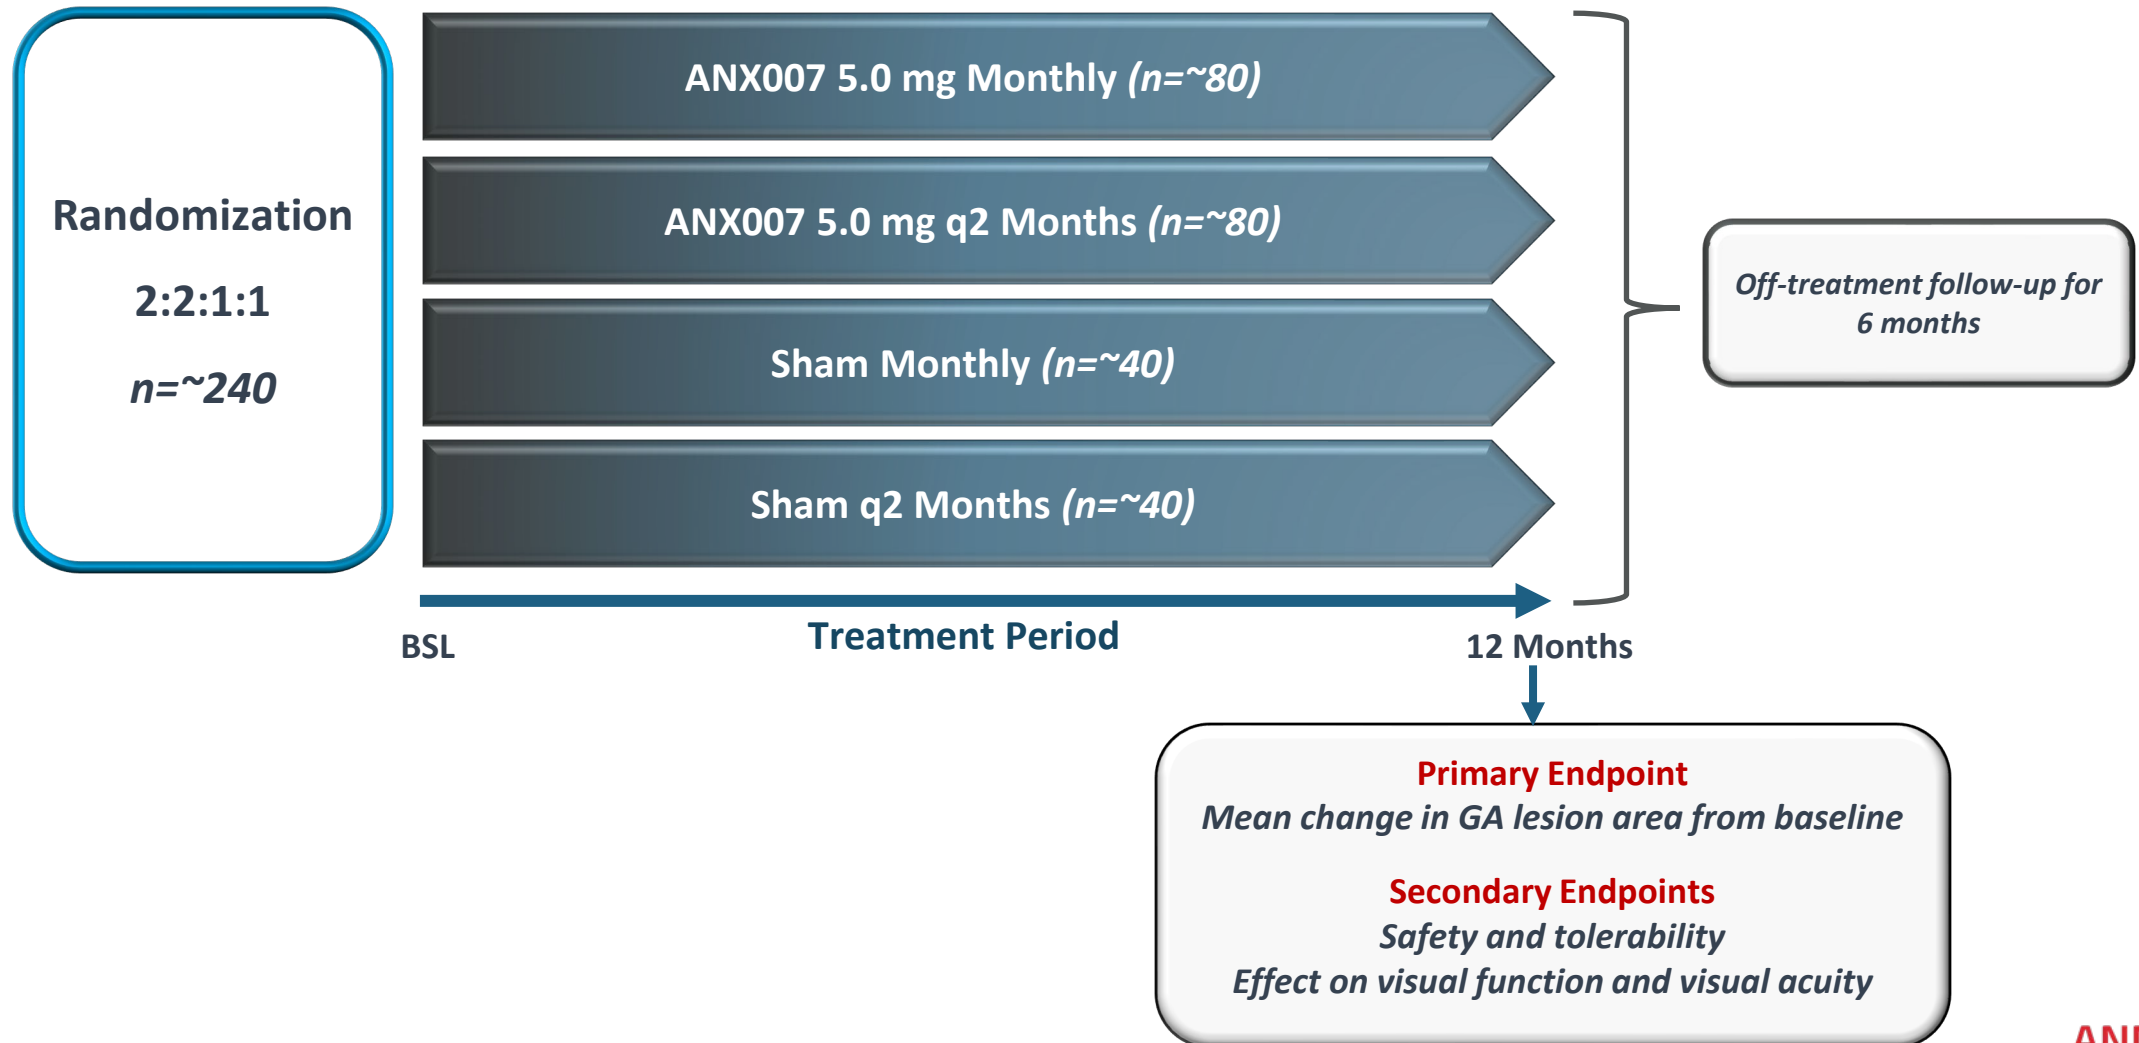 Randomization
2:2:1:1
n=~240
ANX007 5.0 mg Monthly (n=~80)
ANX007 5.0 mg q2 Months (n=~80)
Sham Monthly (n=~40)
Sham q2 Months (n=~40)
Off-treatment follow-up for
6 months
BSL
Treatment Period
12 Months
Primary Endpoint
Mean change in GA lesion area from baseline
Secondary Endpoints
Safety and tolerability
Effect on visual function and visual acuity